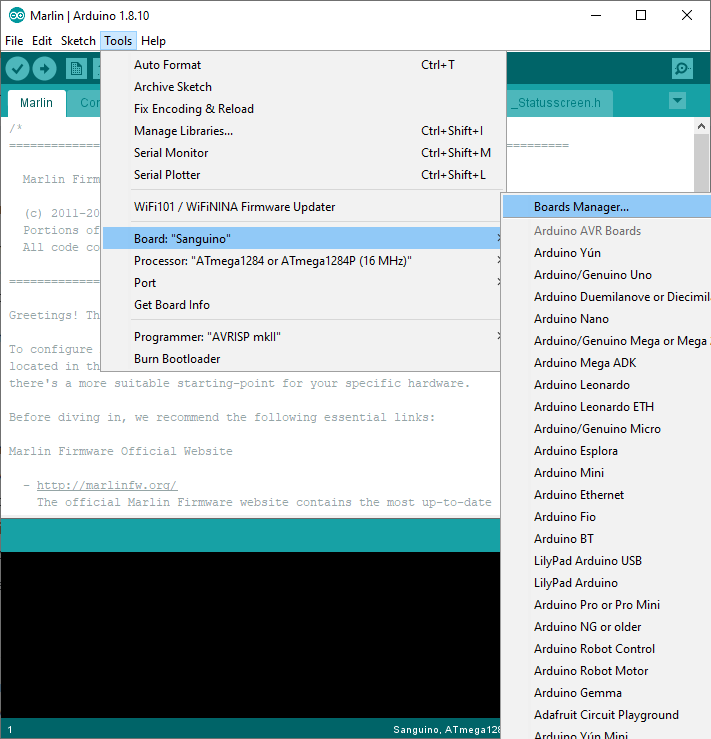 Marlin | Arduino 1.8.10
File Edit Sketch Tools Help
Marlin
_Statusscreen.h
Auto Format Ctrl+T
Archive Sketch
Fix Encoding & Reload
Manage Libraries... Ctrl+Shift+I
Serial Monitor Ctrl+Shift+M
Serial Plotter Ctrl+Shift+L
WiFi101 / WiFiNINA Firmware Updater
Board: "Sanguino"
Processor: "ATmega1284 or ATmega1284P (16 MHz)"
Port
Get Board Info
Programmer: "AVRISP mkII"
Burn Bootloader
Boards Manager...
Arduino AVR Boards
Arduino Yún
Arduino/Genuino Uno
Arduino Duemilanove or Diecimil
Arduino Nano
Arduino/Genuino Mega or Mega
Arduino Mega ADK
Arduino Leonardo
Arduino Leonardo ETH
Arduino/Genuino Micro
Arduino Esplora
Arduino Mini
Arduino Ethernet
Arduino Fio
Arduino BT
LilyPad Arduino USB
LilyPad Arduino
Arduino Pro or Pro Mini
Arduino NG or older
Arduino Robot Control
Arduino Robot Motor
Arduino Gemma
Adafruit Circuit Playground
Arduino Yún Mini
/*
Marlin Firm
(c) 2011-20
Portions of
All code co
Greetings! Th
To configure
located in th
there's a more suitable starting-point for your specific hardware.
Before diving in, we recommend the following essential links:
Marlin Firmware Official Website
- http://marlinfw.org/
The official Marlin Firmware website contains the most up-to-date
1
Sanguino, ATmega128